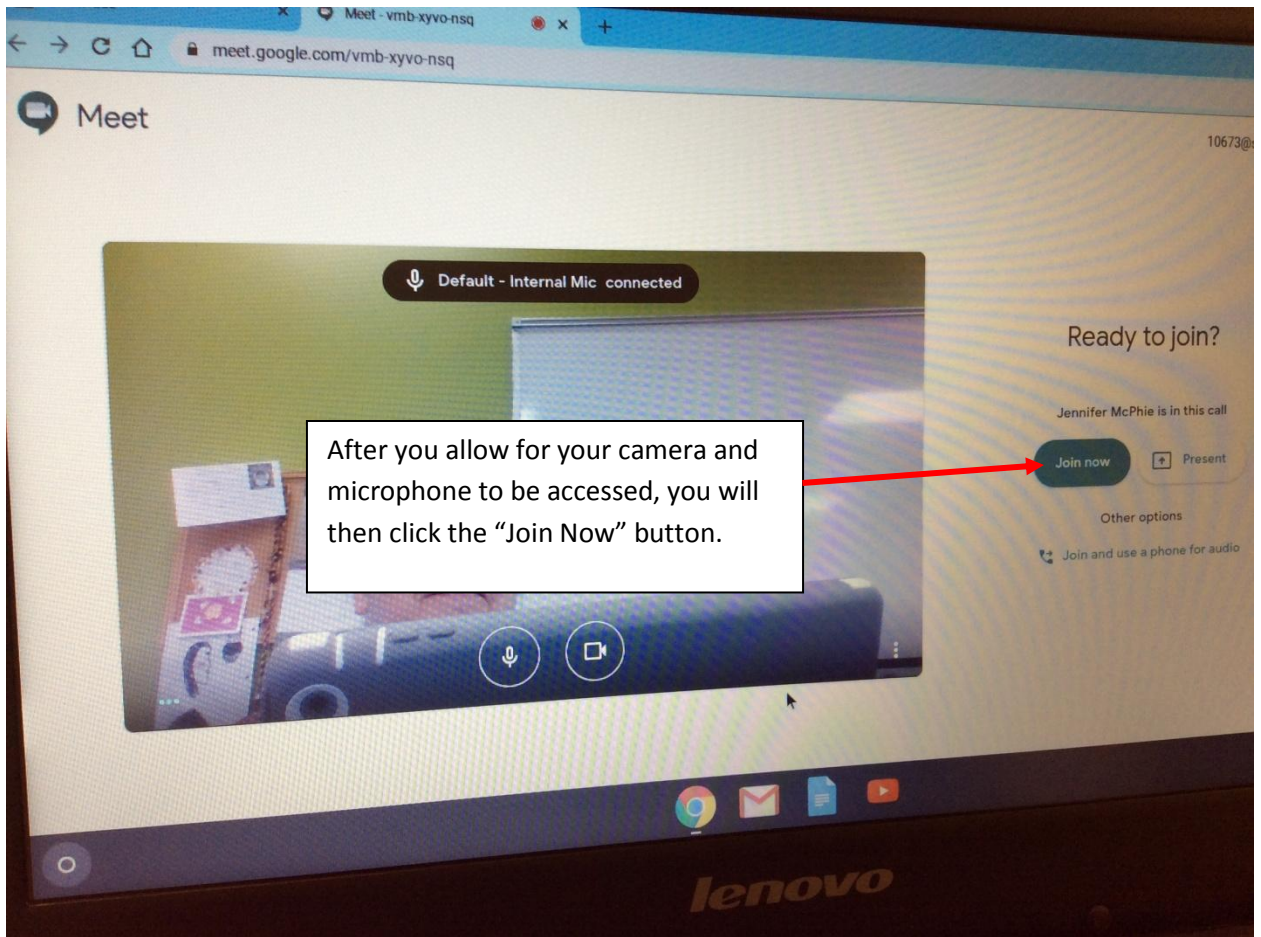 Meet - vmb-xyvo-nsq
meet.google.com/vmb-xyvo-nsq
Meet
Default - Internal Mic connected
Ready to join?
Jennifer McPhie is in this call
Join now
Present
Other options
Join and use a phone for audio
After you allow for your camera and
microphone to be accessed, you will
then click the “Join Now” button.
lenovo